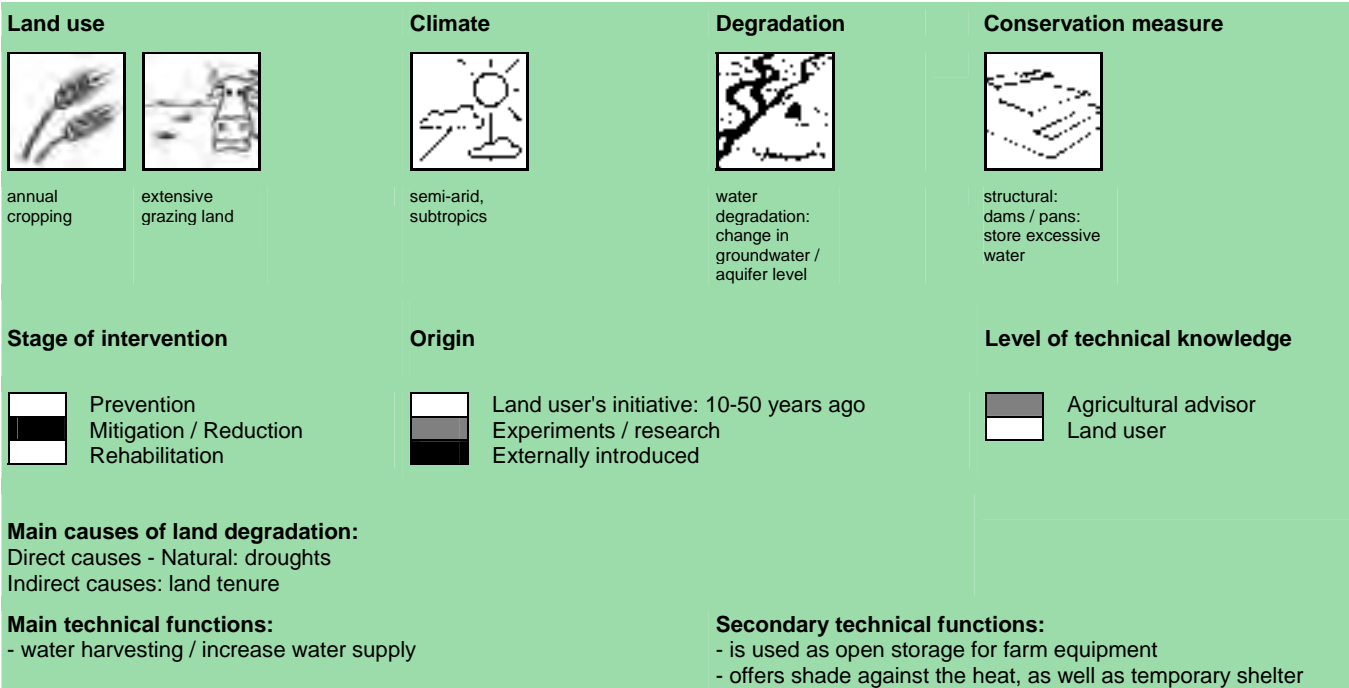 Land use
Climate
Degradation
Conservation measure
annual
cropping
extensive
grazing land
semi-arid,
subtropics
water
degradation:
change in
groundwater /
aquifer level
structural:
dams / pans:
store excessive
water
Stage of intervention
Origin
Level of technical knowledge
Prevention
Mitigation / Reduction
Rehabilitation
Land user's initiative: 10-50 years ago
Experiments / research
Externally introduced
Agricultural advisor
Land user
Main causes of land degradation:
Direct causes - Natural: droughts
Indirect causes: land tenure
Main technical functions:
- water harvesting / increase water supply
Secondary technical functions:
- is used as open storage for farm equipment
- offers shade against the heat, as well as temporary shelter